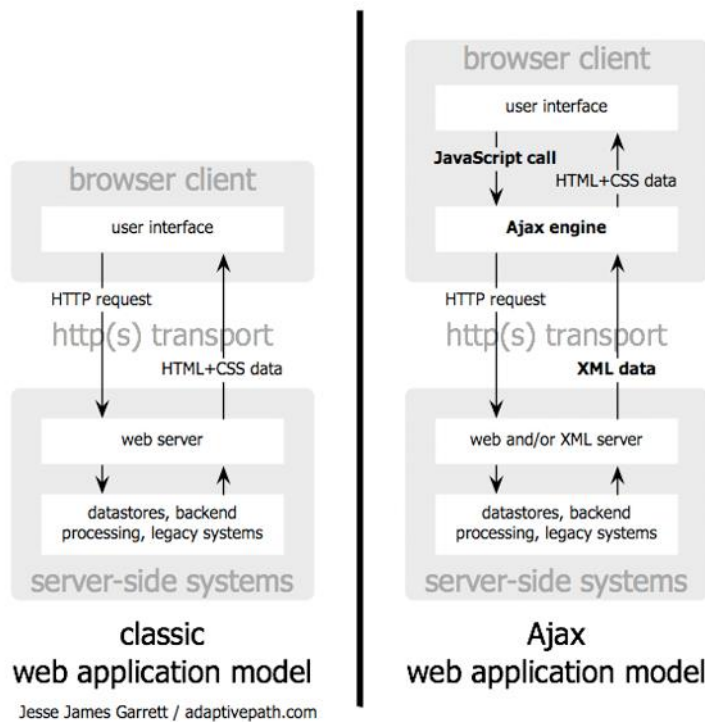 browser client
user interface
HTTP request
http(s) transport
HTML+CSS data
web server
datastores, backend
processing, legacy systems
server-side systems
classic
web application model
Jesse James Garrett / adaptivepath.com
browser client
user interface
JavaScript call
HTML+CSS data
Ajax engine
HTTP request
http(s) transport
XML data
web and/or XML server
datastores, backend
processing, legacy systems
server-side systems
Ajax
web application model